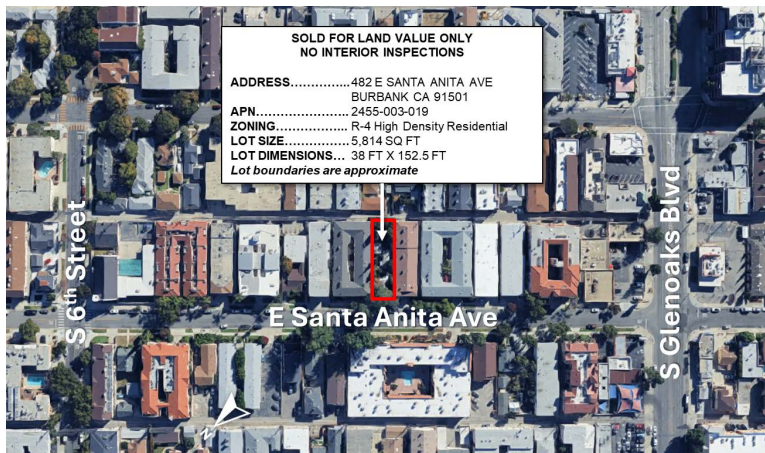 SOLD FOR LAND VALUE ONLY
NO INTERIOR INSPECTIONS
ADDRESS…………...482 E SANTA ANITA AVE
BURBANK CA 91501
APN…………………... 2455-003-019
ZONING……………... R-4 High Density Residential
LOT SIZE……………...5,814 SQ FT
LOT DIMENSIONS… 38 FT X 152.5 FT
Lot boundaries are approximate
S 6th Street
E Santa Anita Ave
S Glenoaks Blvd
N